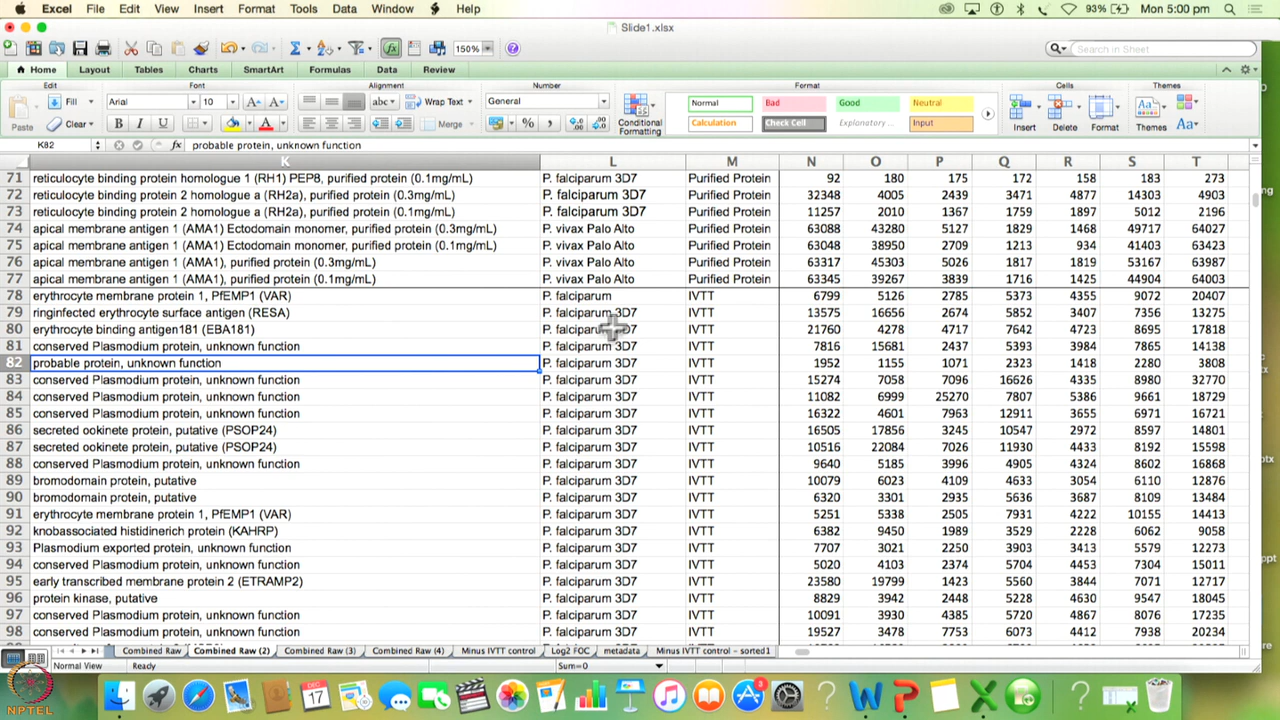 Excel File Edit View Insert Format Tools Data Window Help 93% Mon 5:00 pm
Slide1.xlsx
150% Search in Sheet
Home Layout Tables Charts SmartArt Formulas Data Review
Edit Font Alignment Number Format Cells Themes
Paste Fill Clear Arial 10 abc Wrap Text General Normal Bad Good Neutral
B I U Merge % Conditional Formatting Calculation Check Cell Explanatory... Input Insert Delete Format Themes Aa
K82 fx probable protein, unknown function
K L M N O P Q R S T
71 reticulocyte binding protein homologue 1 (RH1) PEP8, purified protein (0.1mg/mL) P. falciparum 3D7 Purified Protein 92 180 175 172 158 183 273
72 reticulocyte binding protein 2 homologue a (RH2a), purified protein (0.3mg/mL) P. falciparum 3D7 Purified Protein 32348 4005 2439 3471 4877 14303 4903
73 reticulocyte binding protein 2 homologue a (RH2a), purified protein (0.1mg/mL) P. falciparum 3D7 Purified Protein 11257 2010 1367 1759 1897 5012 2196
74 apical membrane antigen 1 (AMA1) Ectodomain monomer, purified protein (0.3mg/mL) P. vivax Palo Alto Purified Protein 63088 43280 5127 1829 1468 49717 64027
75 apical membrane antigen 1 (AMA1) Ectodomain monomer, purified protein (0.1mg/mL) P. vivax Palo Alto Purified Protein 63048 38950 2709 1213 934 41403 63423
76 apical membrane antigen 1 (AMA1), purified protein (0.3mg/mL) P. vivax Palo Alto Purified Protein 63317 45303 5026 1817 1819 53167 63987
77 apical membrane antigen 1 (AMA1), purified protein (0.1mg/mL) P. vivax Palo Alto Purified Protein 63345 39267 3839 1716 1425 44904 64003
78 erythrocyte membrane protein 1, PfEMP1 (VAR) P. falciparum IVTT 6799 5126 2785 5373 4355 9072 20407
79 ringinfected erythrocyte surface antigen (RESA) P. falciparum 3D7 IVTT 13575 16656 2674 5852 3407 7356 13275
80 erythrocyte binding antigen181 (EBA181) P. falciparum 3D7 IVTT 21760 4278 4717 7642 4723 8695 17818
81 conserved Plasmodium protein, unknown function P. falciparum 3D7 IVTT 7816 15681 2437 5393 3984 7865 14138
82 probable protein, unknown function P. falciparum 3D7 IVTT 1952 1155 1071 2323 1418 2280 3808
83 conserved Plasmodium protein, unknown function P. falciparum 3D7 IVTT 15274 7058 7096 16626 4335 8980 32770
84 conserved Plasmodium protein, unknown function P. falciparum 3D7 IVTT 11082 6999 25270 7807 5386 9661 18729
85 conserved Plasmodium protein, unknown function P. falciparum 3D7 IVTT 16322 4601 7963 12911 3655 6971 16721
86 secreted ookinete protein, putative (PSOP24) P. falciparum 3D7 IVTT 16505 17856 3245 10547 2972 8597 14801
87 secreted ookinete protein, putative (PSOP24) P. falciparum 3D7 IVTT 10516 22084 7026 11930 4433 8192 15598
88 conserved Plasmodium protein, unknown function P. falciparum 3D7 IVTT 9640 5185 3996 4905 4324 8602 16868
89 bromodomain protein, putative P. falciparum 3D7 IVTT 10079 6023 4109 4633 3054 6110 12876
90 bromodomain protein, putative P. falciparum 3D7 IVTT 6320 3301 2935 5636 3687 8109 13484
91 erythrocyte membrane protein 1, PfEMP1 (VAR) P. falciparum 3D7 IVTT 5251 5338 2505 7931 4222 10155 14413
92 knobassociated histidinerich protein (KAHRP) P. falciparum 3D7 IVTT 6382 9450 1989 3529 2228 6062 9058
93 Plasmodium exported protein, unknown function P. falciparum 3D7 IVTT 7707 3021 2250 3903 3413 5579 12273
94 conserved Plasmodium protein, unknown function P. falciparum 3D7 IVTT 5020 4103 2374 5704 4453 7304 15011
95 early transcribed membrane protein 2 (ETRAMP2) P. falciparum 3D7 IVTT 23580 19799 1423 5560 3844 7071 12717
96 protein kinase, putative P. falciparum 3D7 IVTT 8829 3942 2448 5228 4630 9547 18045
97 conserved Plasmodium protein, unknown function P. falciparum 3D7 IVTT 10091 3930 4385 5720 4867 8076 17235
98 conserved Plasmodium protein, unknown function P. falciparum 3D7 IVTT 19527 3478 7753 6073 4412 7938 20234
Combined Raw Combined Raw (2) Combined Raw (3) Combined Raw (4) Minus IVTT control Log2 FOC metadata Minus IVTT control - sorted1
Normal View Ready Sum=0
DEC 17 3
NPTEL